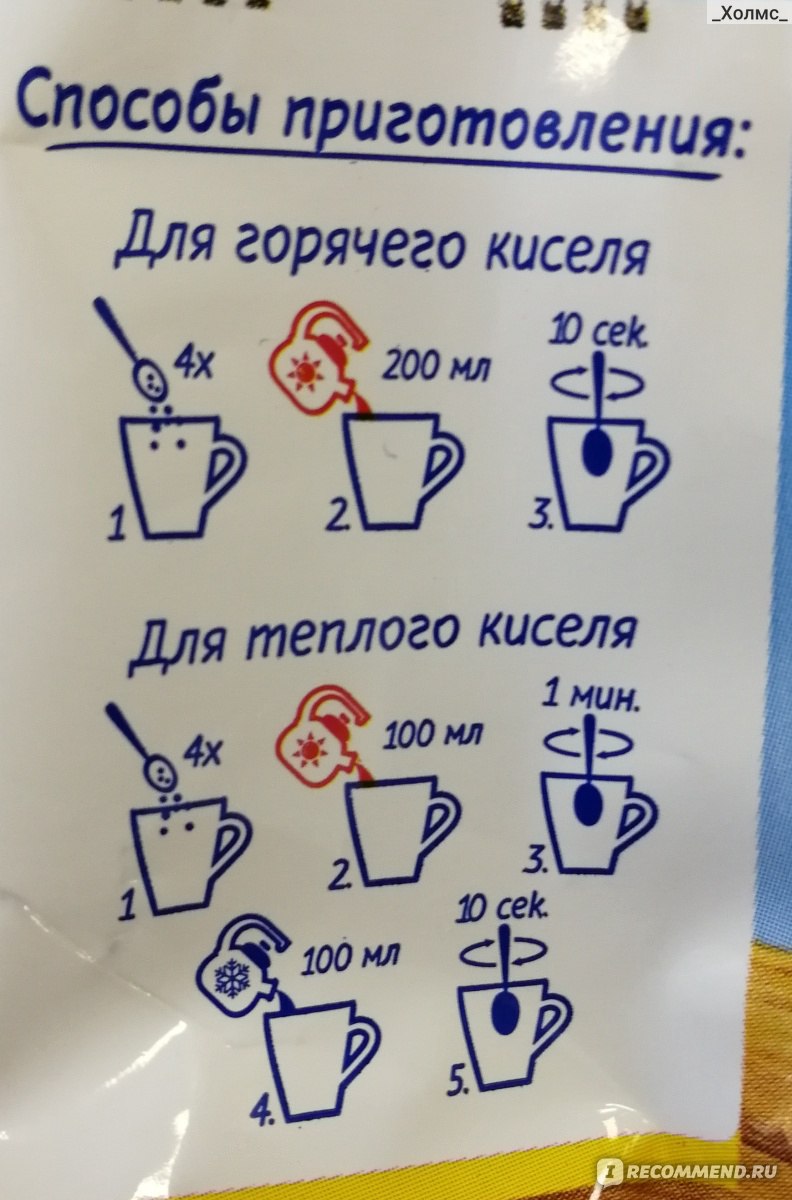 _Холмс_
Способы приготовления:
Для горячего киселя
4х
200 мл
10 сек.
1
2.
3.
Для теплого киселя
4х
100 мл
1 мин.
1
2.
3.
100 мл
10 сек.
4.
5.
IRECOMMEND.RU